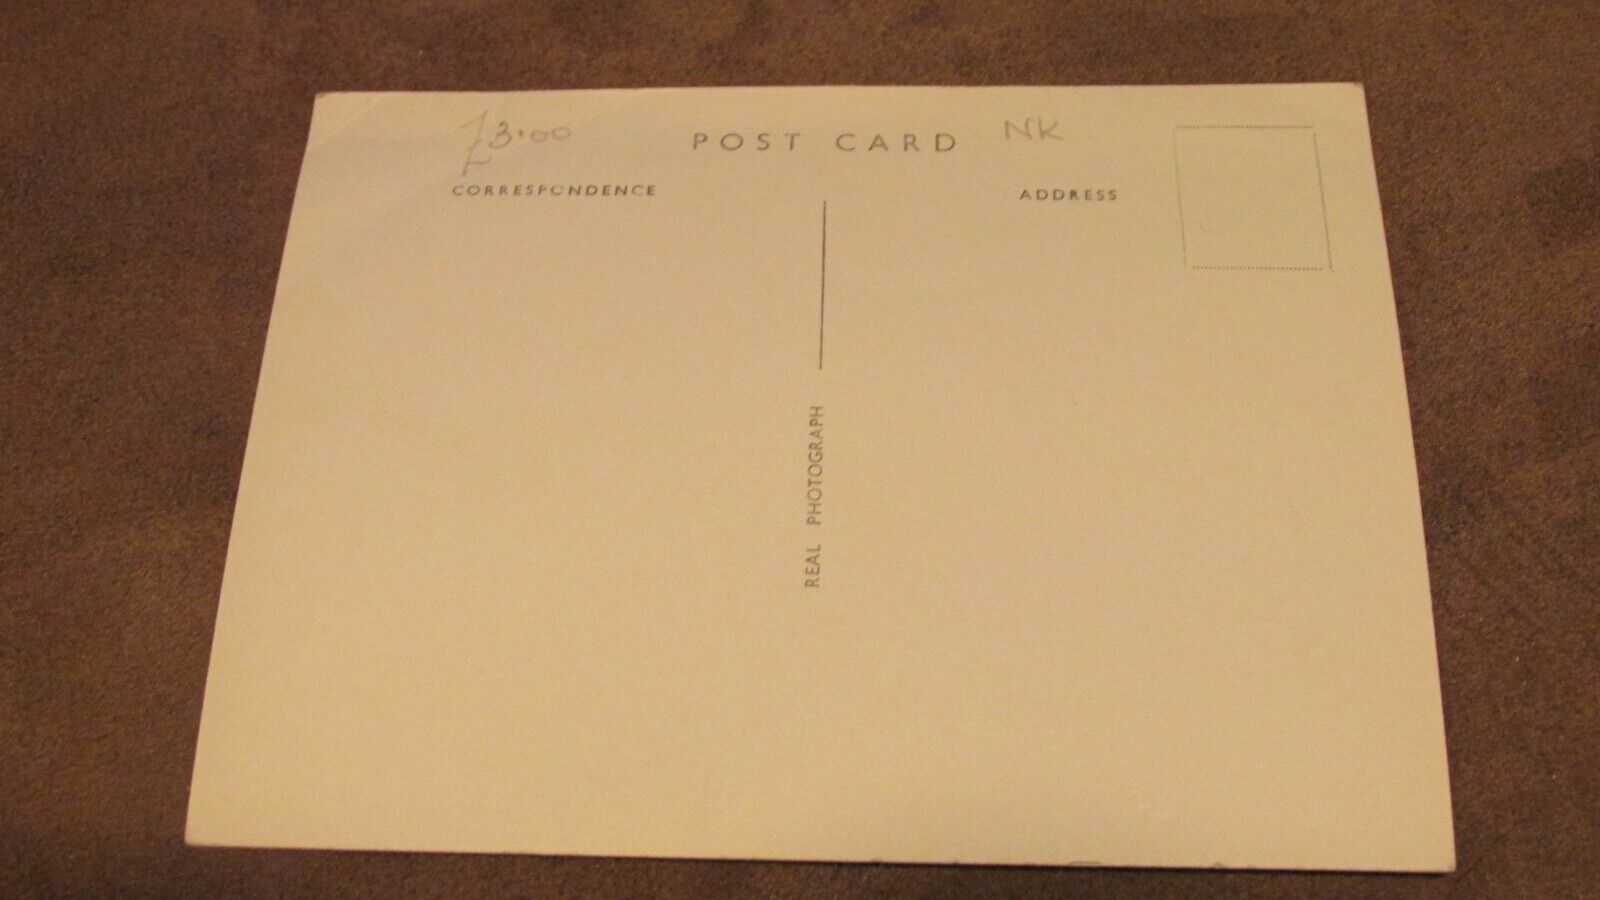 £3.00
POST CARD
NK
CORRESPONDENCE
ADDRESS
REAL PHOTOGRAPH